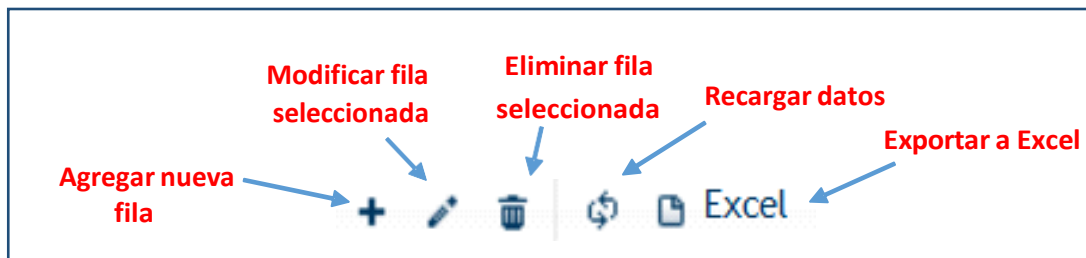 Modificar fila
seleccionada
Eliminar fila
seleccionada
Recargar datos
Exportar a Excel
Agregar nueva
fila
Excel